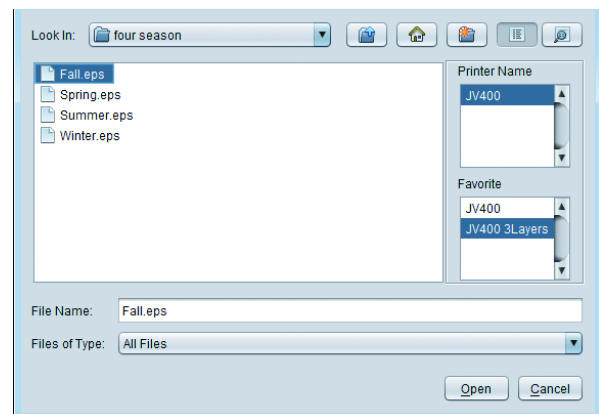 Look In: four season
Fall.eps
Spring.eps
Summer.eps
Winter.eps
Printer Name
JV400
Favorite
JV400
JV400 3Layers
File Name: Fall.eps
Files of Type: All Files
Open Cancel